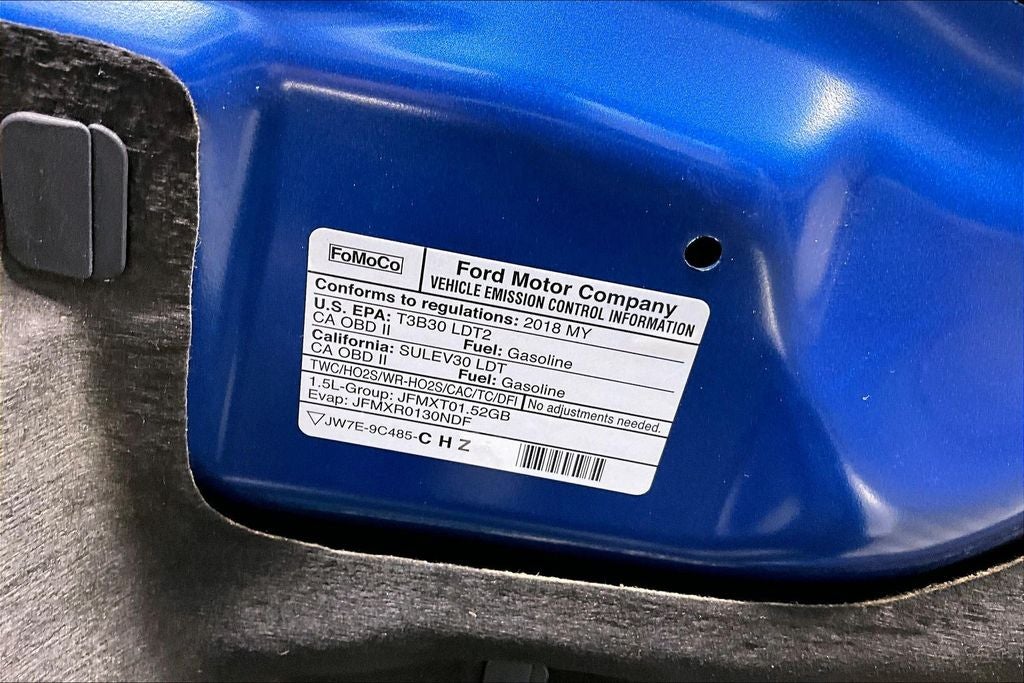 FoMoCo
Ford Motor Company
VEHICLE EMISSION CONTROL INFORMATION
Conforms to regulations: 2018 MY
U.S. EPA: T3B30 LDT2
CA OBD II Fuel: Gasoline
California: SULEV30 LDT
CA OBD II Fuel: Gasoline
TWC/HO2S/WR-HO2S/CAC/TC/DFI No adjustments needed.
1.5L-Group: JFMXT01.52GB
Evap: JFMXR0130NDF
JW7E-9C485-C H Z